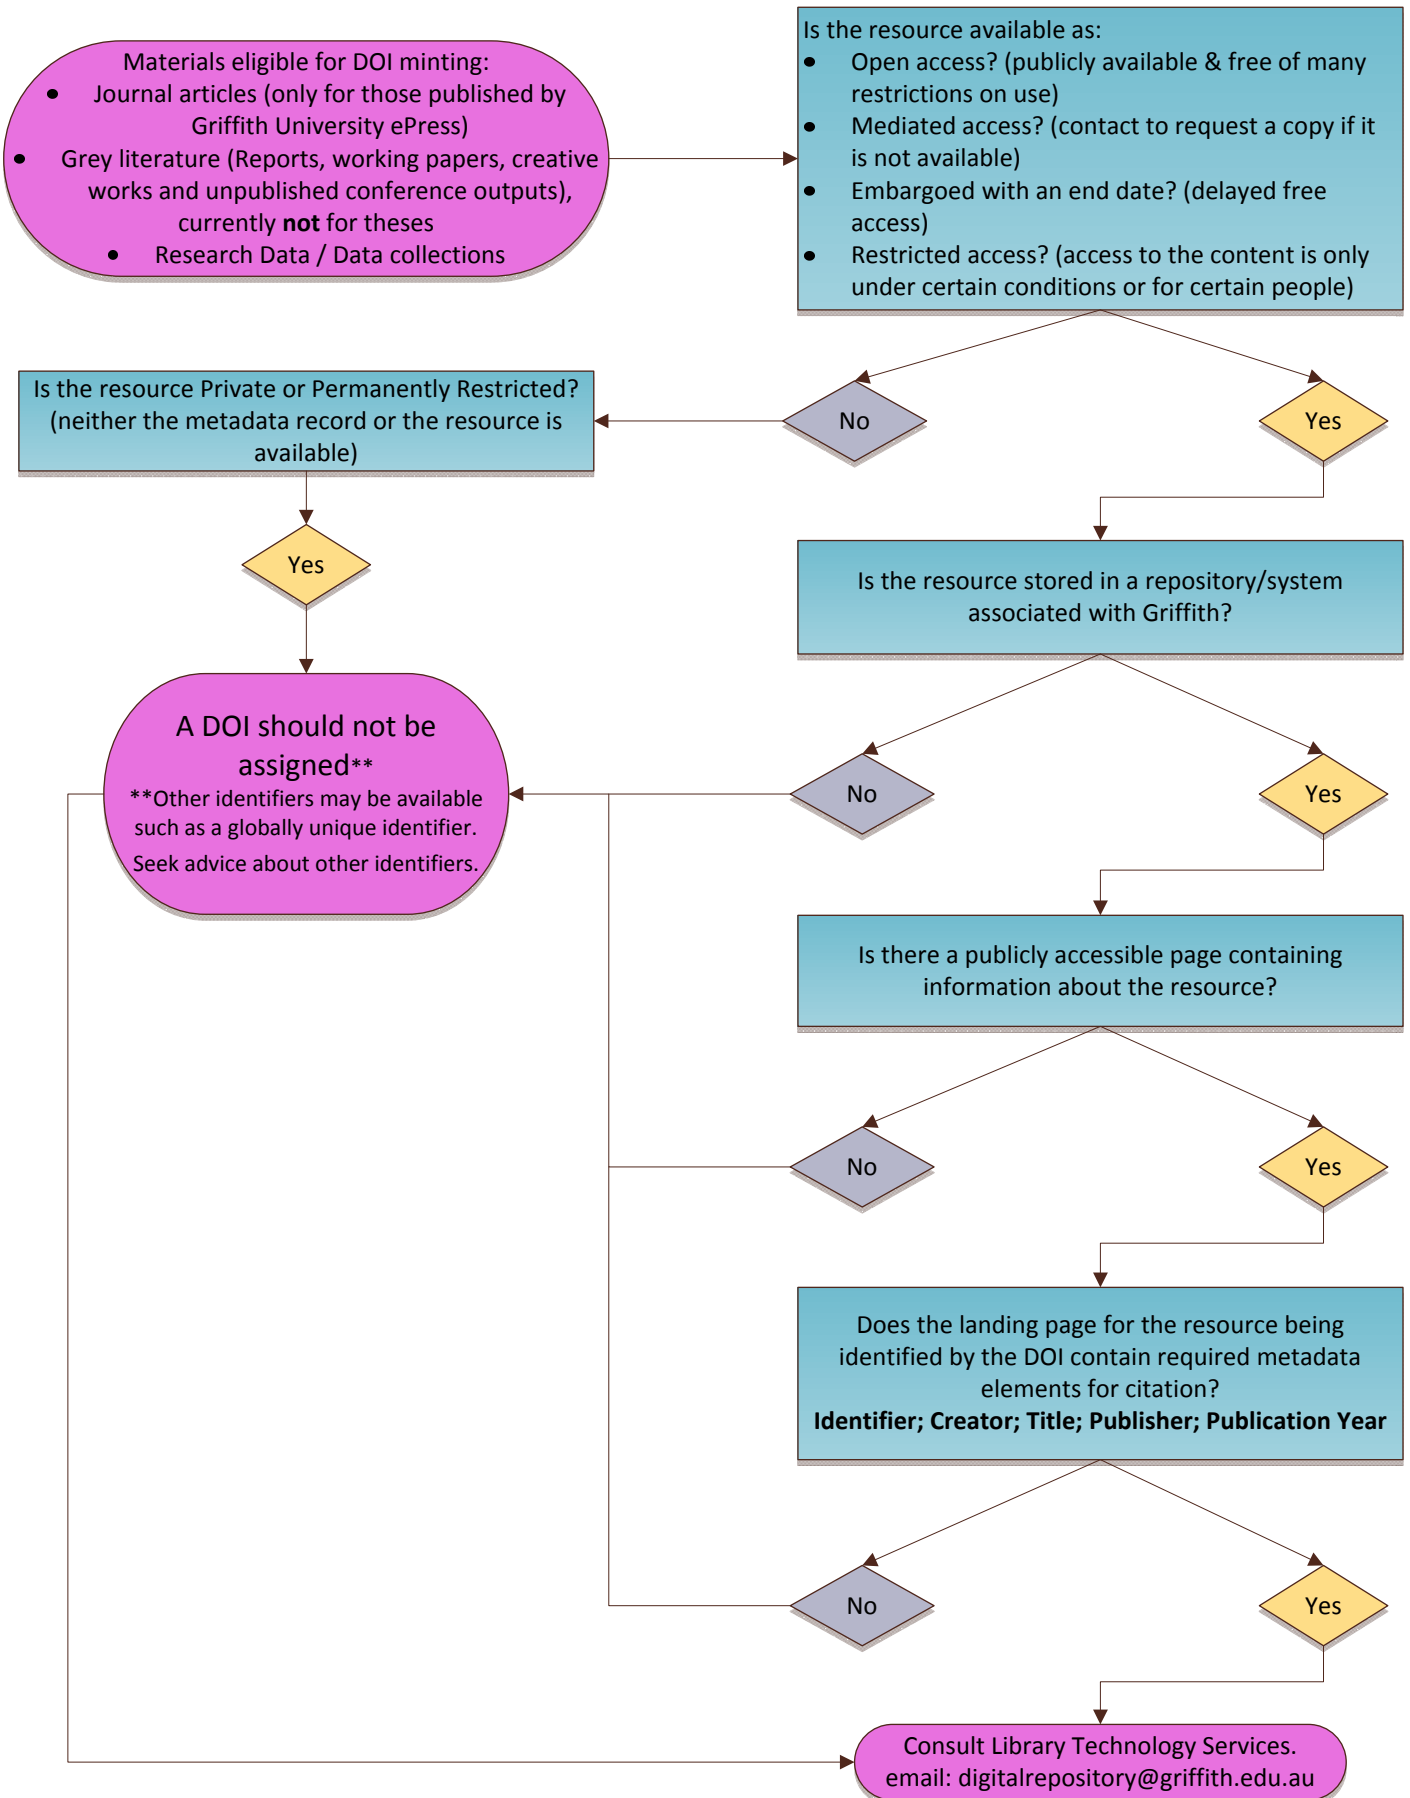 Materials eligible for DOI minting:
• Journal articles (only for those published by
Griffith University ePress)
• Grey literature (Reports, working papers, creative
works and unpublished conference outputs),
currently not for theses
• Research Data / Data collections
Is the resource available as:
• Open access? (publicly available & free of many
restrictions on use)
• Mediated access? (contact to request a copy if it
is not available)
• Embargoed with an end date? (delayed free
access)
• Restricted access? (access to the content is only
under certain conditions or for certain people)
Is the resource Private or Permanently Restricted?
(neither the metadata record or the resource is
available)
No
Yes
Yes
Is the resource stored in a repository/system
associated with Griffith?
A DOI should not be
assigned**
**Other identifiers may be available
such as a globally unique identifier.
Seek advice about other identifiers.
No
Yes
Is there a publicly accessible page containing
information about the resource?
No
Yes
Does the landing page for the resource being
identified by the DOI contain required metadata
elements for citation?
Identifier; Creator; Title; Publisher; Publication Year
No
Yes
Consult Library Technology Services.
email: digitalrepository@griffith.edu.au